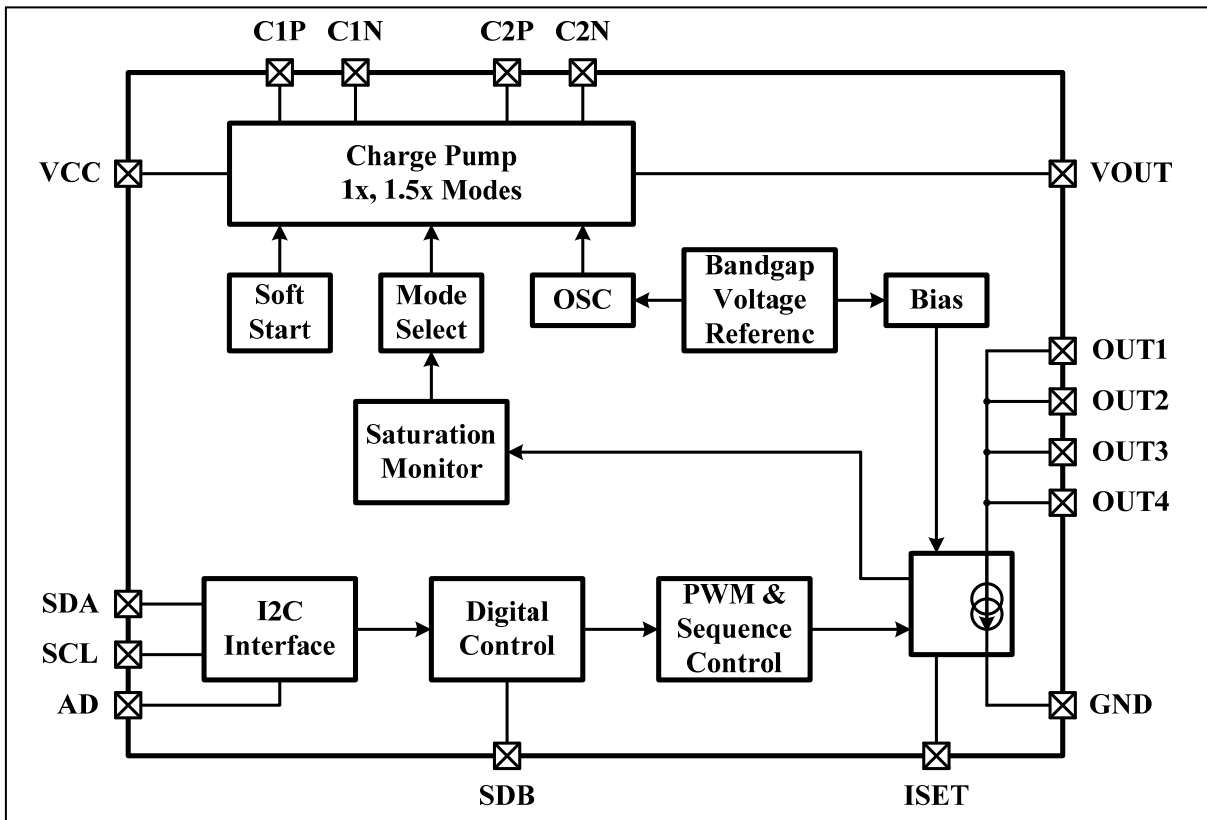 C1P C1N C2P C2N
VCC
Charge Pump
1x, 1.5x Modes
VOUT
Soft
Start
Mode
Select
OSC
Bandgap
Voltage
Referenc
Bias
OUT1
OUT2
OUT3
OUT4
Saturation
Monitor
SDA
SCL
AD
I2C
Interface
Digital
Control
PWM &
Sequence
Control
GND
SDB
ISET